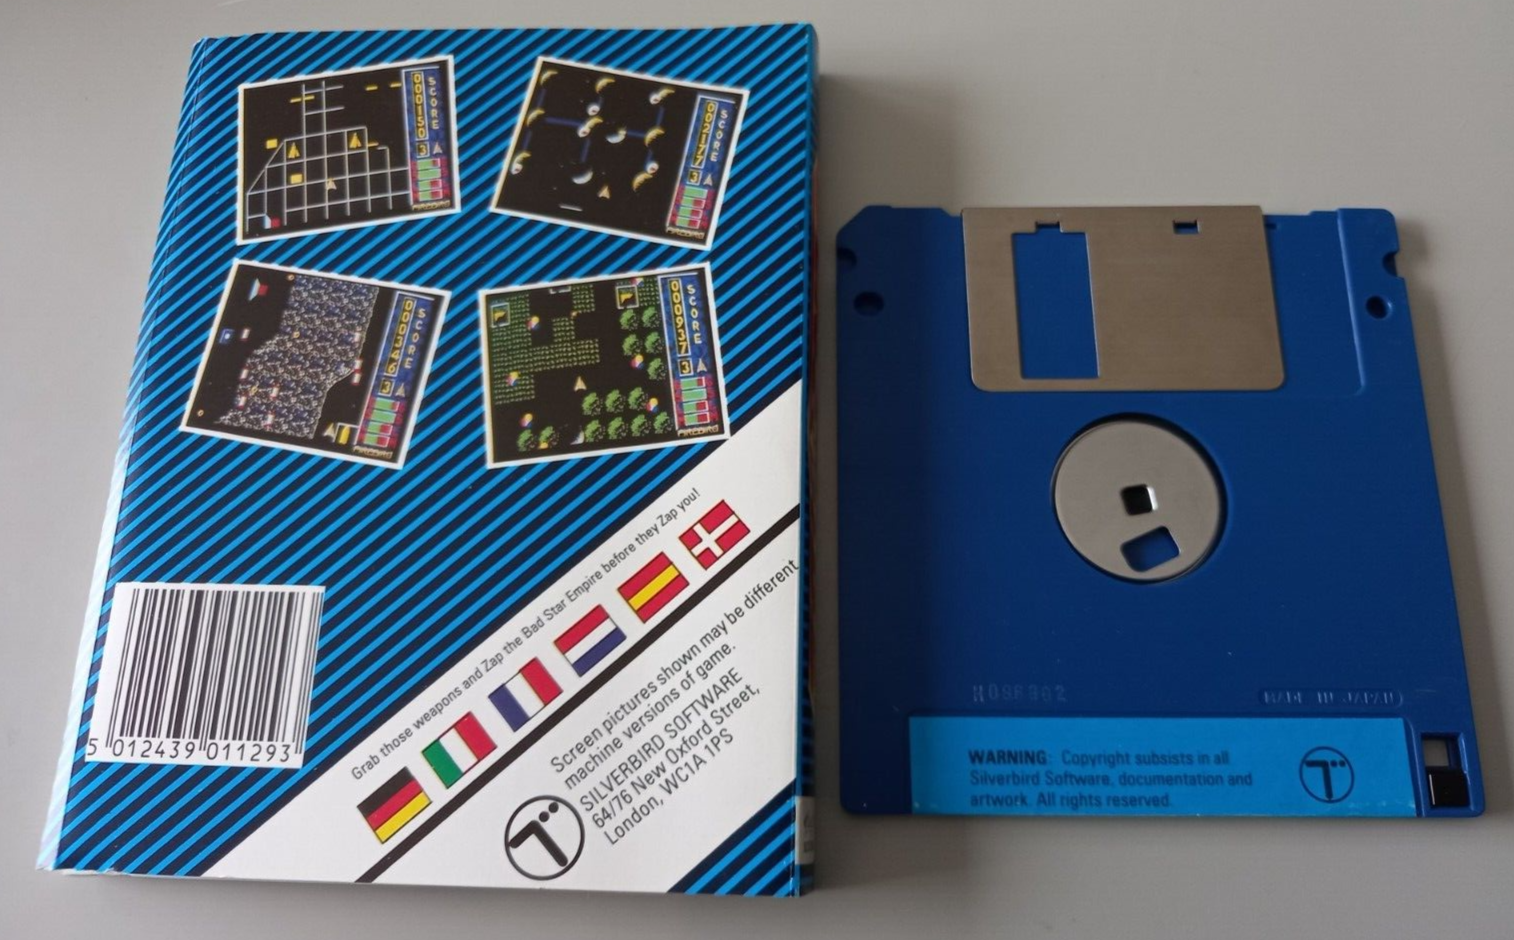 SCORE
000150
3
SCORE
002177
3
SCORE
000346
3
SCORE
000937
3
Grab those weapons and Zap the Bad Star Empire before they Zap you!
Screen pictures shown may be different
machine versions of game.
SILVERBIRD SOFTWARE
64/76 New Oxford Street,
London, WC1A 1PS
5 012439 011293
MADE IN JAPAN
WARNING: Copyright subsists in all
Silverbird Software, documentation and
artwork. All rights reserved.